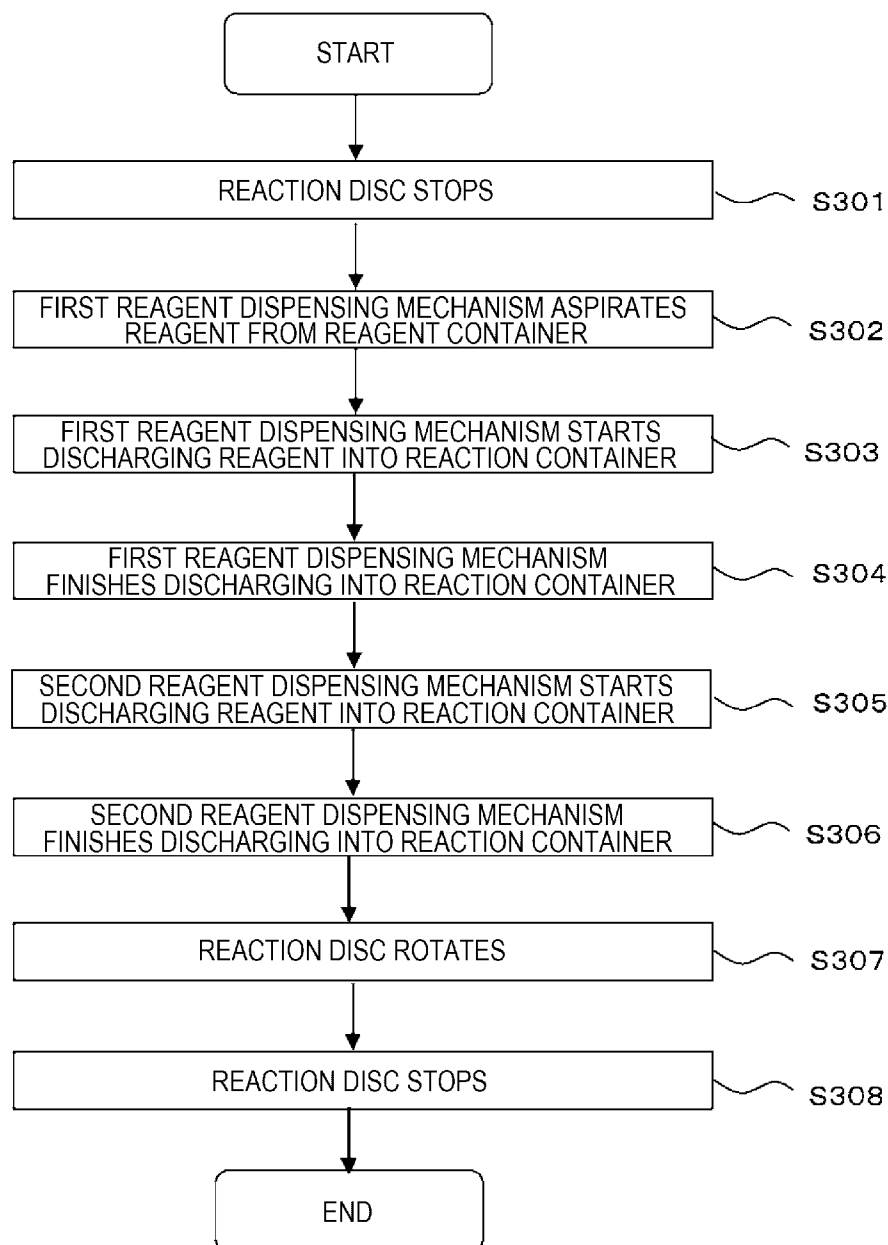 START
REACTION DISC STOPS
S301
FIRST REAGENT DISPENSING MECHANISM ASPIRATES
REAGENT FROM REAGENT CONTAINER
S302
FIRST REAGENT DISPENSING MECHANISM STARTS
DISCHARGING REAGENT INTO REACTION CONTAINER
S303
FIRST REAGENT DISPENSING MECHANISM
FINISHES DISCHARGING INTO REACTION CONTAINER
S304
SECOND REAGENT DISPENSING MECHANISM STARTS
DISCHARGING REAGENT INTO REACTION CONTAINER
S305
SECOND REAGENT DISPENSING MECHANISM
FINISHES DISCHARGING INTO REACTION CONTAINER
S306
REACTION DISC ROTATES
S307
REACTION DISC STOPS
S308
END